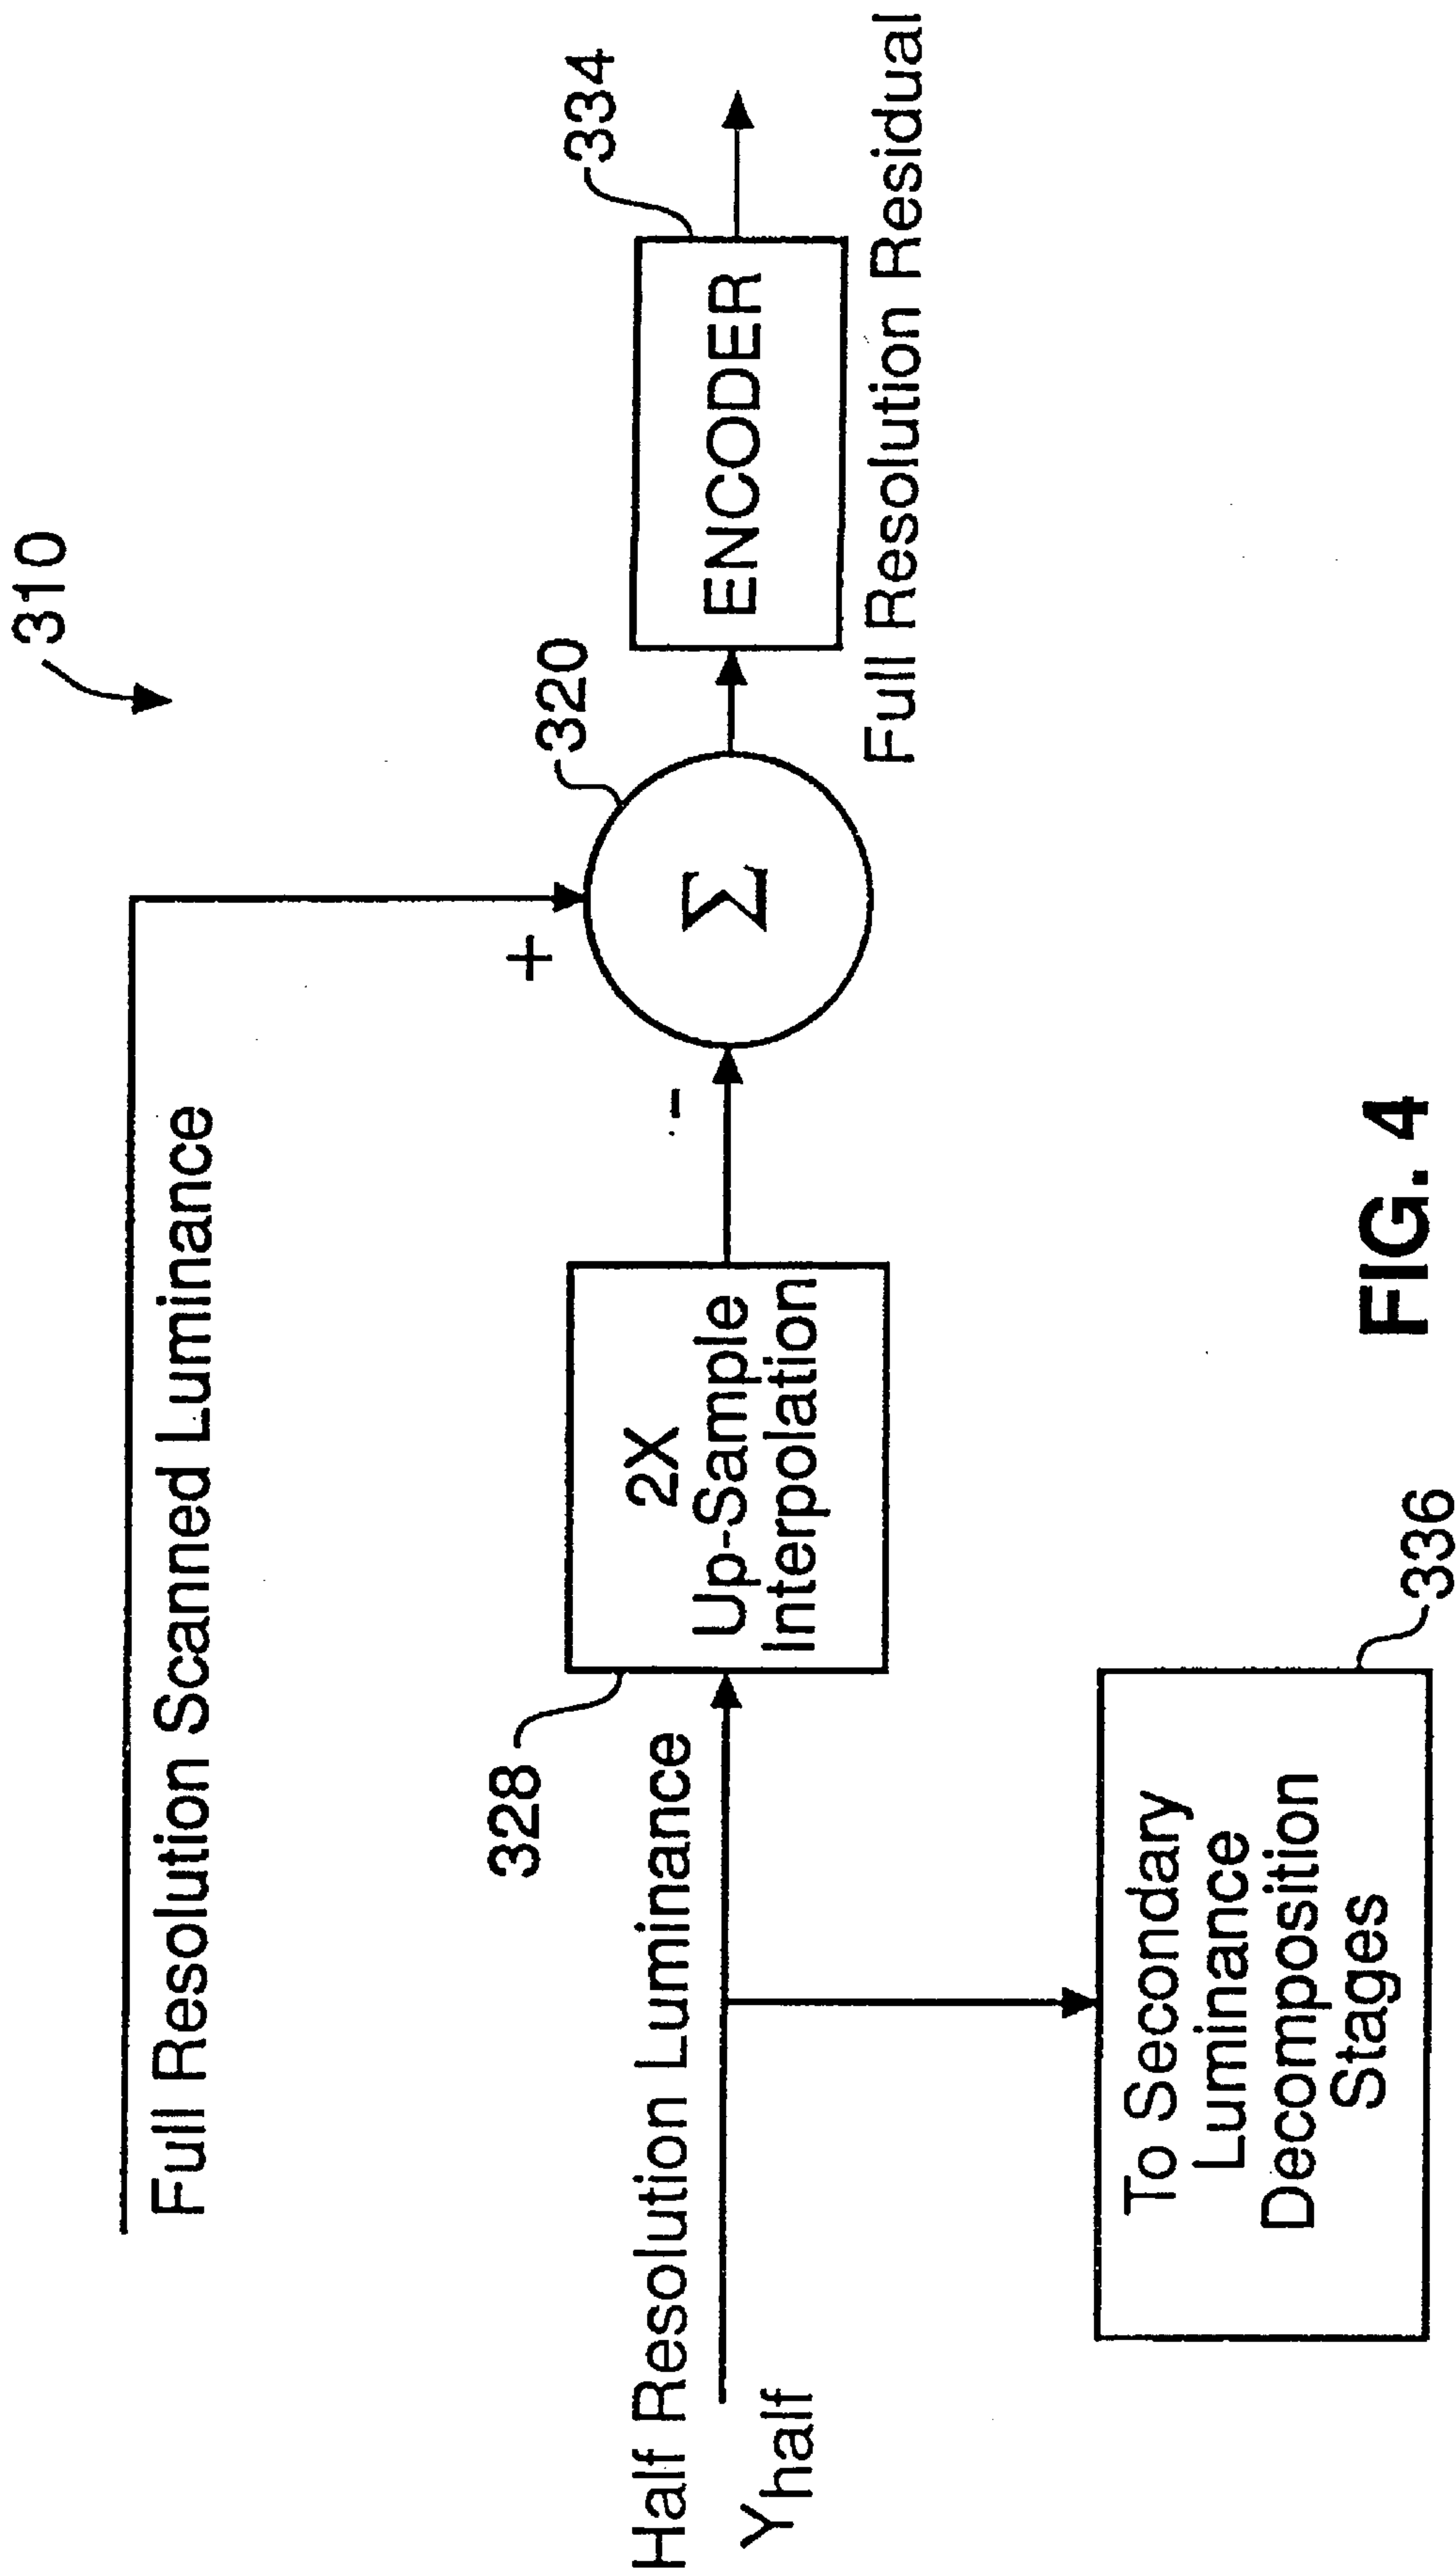 310
Full Resolution Scanned Luminance
+
320
334
Half Resolution Luminance
Y half
328
2X
Up-Sample
Interpolation
-
Σ
ENCODER
Full Resolution Residual
To Secondary
Luminance
Decomposition
Stages
336
FIG. 4